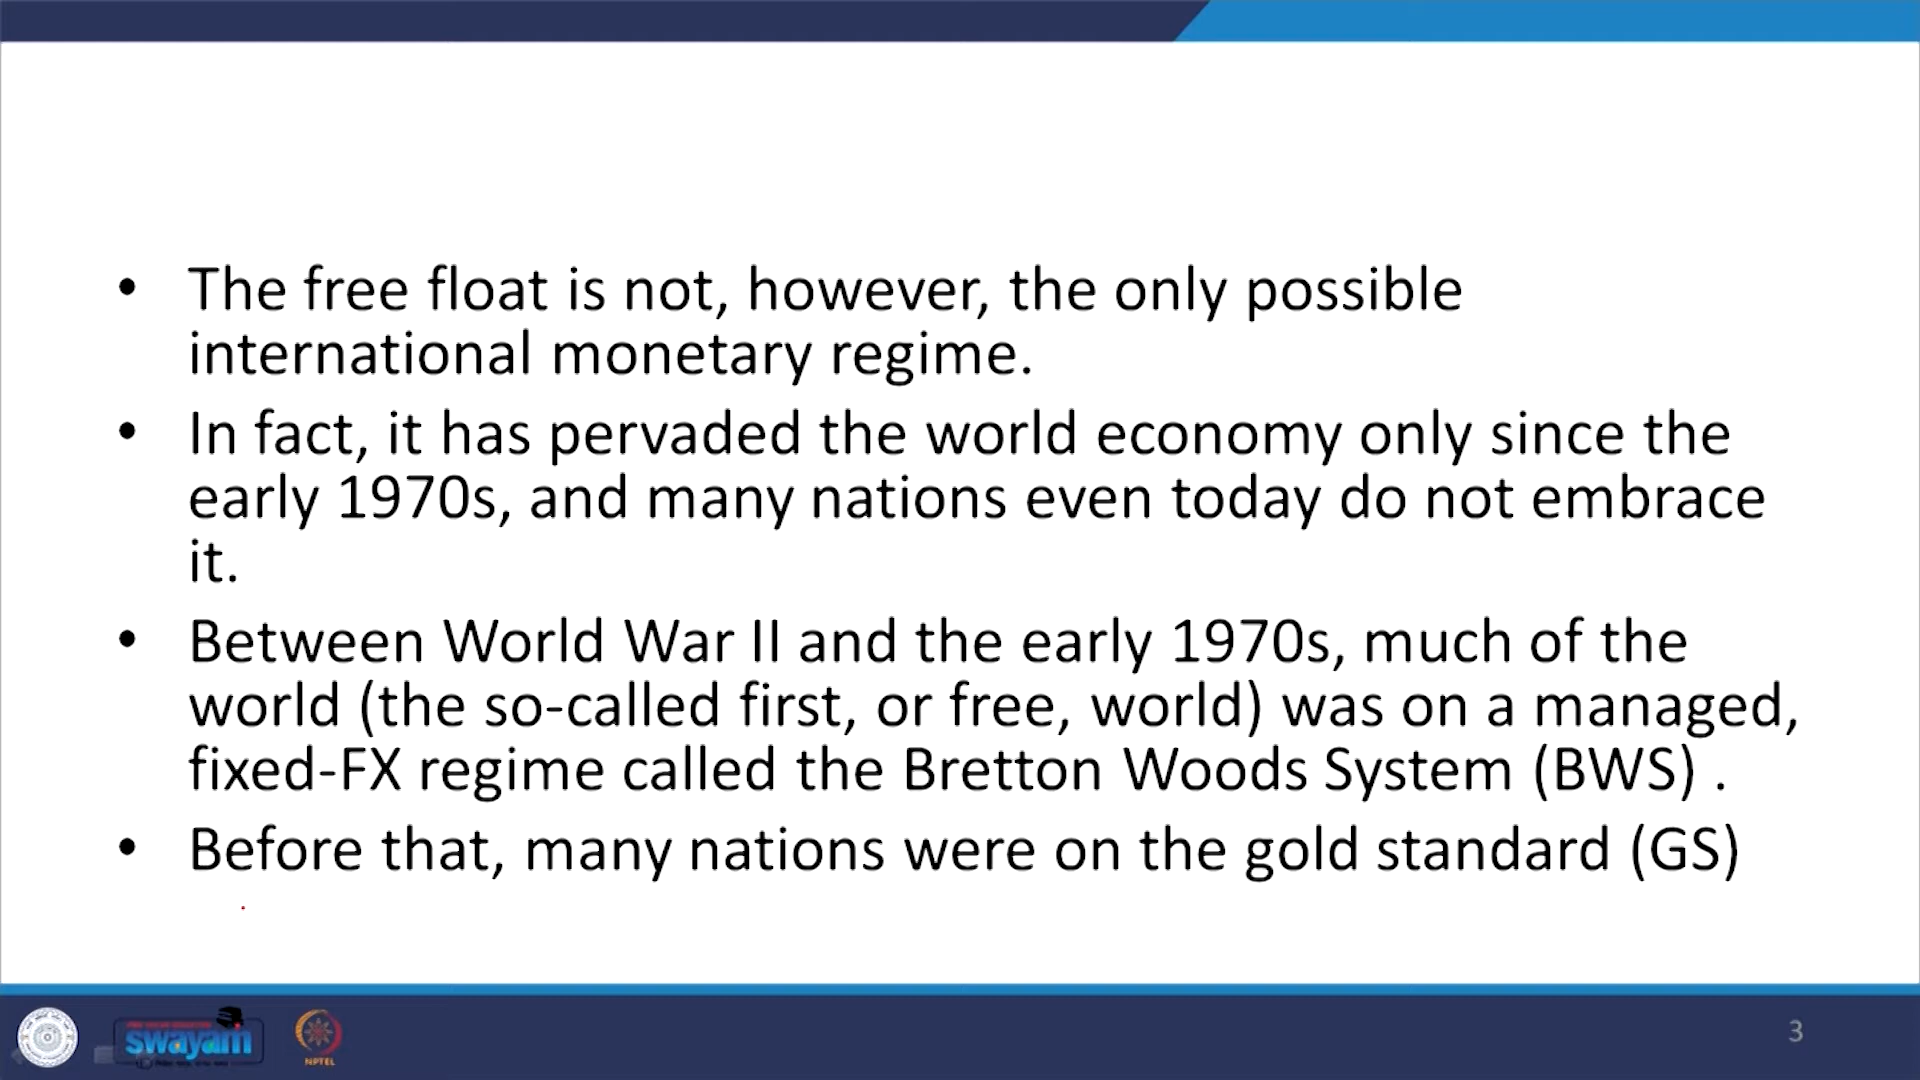 • The free float is not, however, the only possible
international monetary regime.
• In fact, it has pervaded the world economy only since the
early 1970s, and many nations even today do not embrace
it.
• Between World War II and the early 1970s, much of the
world (the so-called first, or free, world) was on a managed,
fixed-FX regime called the Bretton Woods System (BWS) .
• Before that, many nations were on the gold standard (GS)
swayam
NPTEL
3